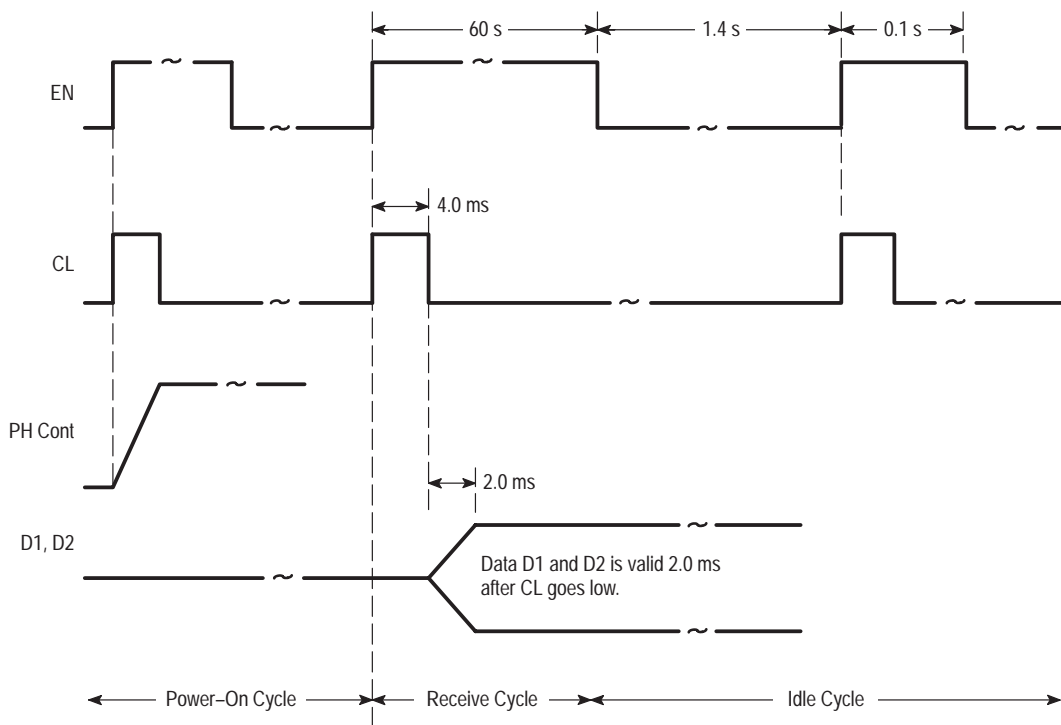 60 s
1.4 s
0.1 s
EN
~
~
~
~
~
4.0 ms
CL
~
~
~
PH Cont
~
2.0 ms
D1, D2
~
~
Data D1 and D2 is valid 2.0 ms
after CL goes low.
~
Power–On Cycle
Receive Cycle
Idle Cycle